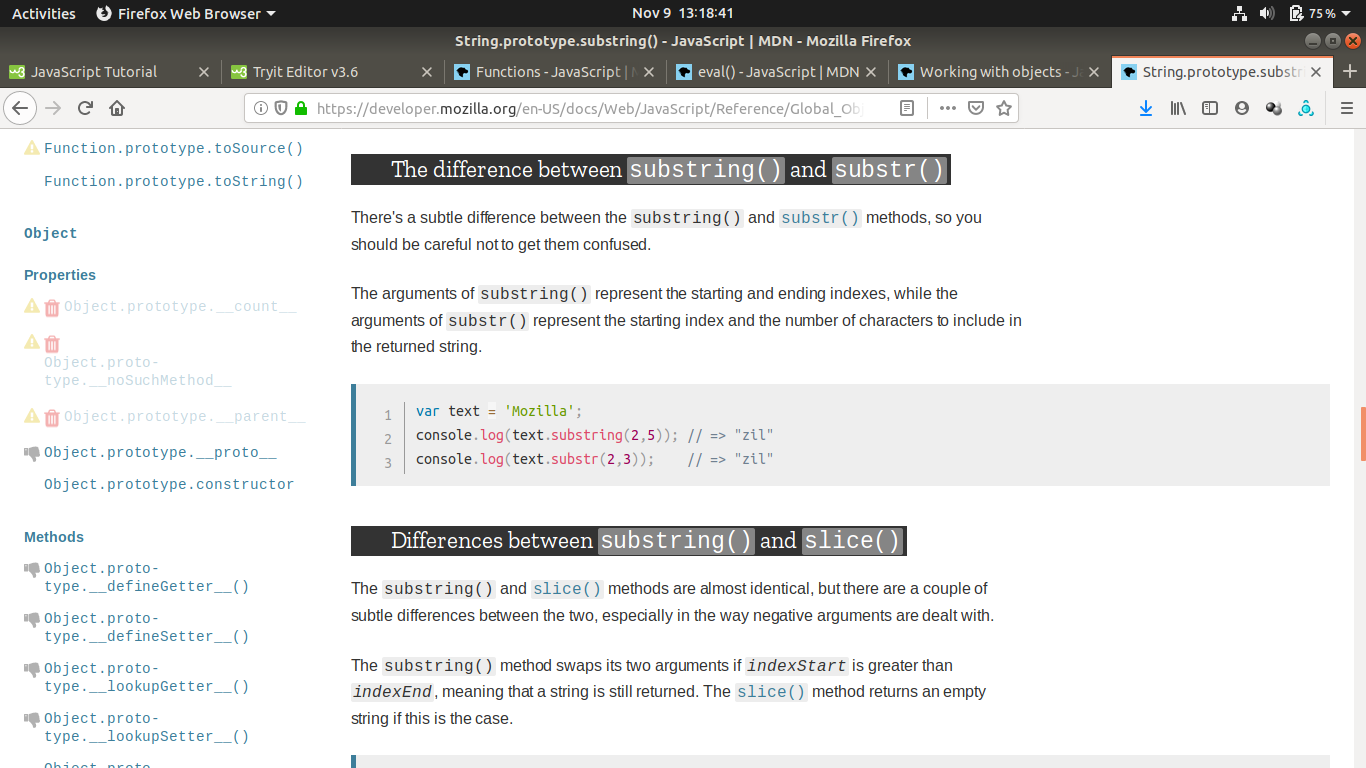 Activities Firefox Web Browser Nov 9 13:18:41 75%
String.prototype.substring() - JavaScript | MDN - Mozilla Firefox
JavaScript Tutorial Tryit Editor v3.6 Functions - JavaScript | eval() - JavaScript | MDN Working with objects - String.prototype.substr
https://developer.mozilla.org/en-US/docs/Web/JavaScript/Reference/Global_Ob
Function.prototype.toSource()
Function.prototype.toString()
Object
Properties
Object.prototype.__count__
Object.proto-
type.__noSuchMethod__
Object.prototype.__parent__
Object.prototype.__proto__
Object.prototype.constructor
Methods
Object.proto-
type.__defineGetter__()
Object.proto-
type.__defineSetter__()
Object.proto-
type.__lookupGetter__()
Object.proto-
type.__lookupSetter__()
Object.proto-
The difference between substring() and substr()
There's a subtle difference between the substring() and substr() methods, so you
should be careful not to get them confused.
The arguments of substring() represent the starting and ending indexes, while the
arguments of substr() represent the starting index and the number of characters to include in
the returned string.
1 var text = 'Mozilla';
2 console.log(text.substring(2,5)); // => "zil"
3 console.log(text.substr(2,3)); // => "zil"
Differences between substring() and slice()
The substring() and slice() methods are almost identical, but there are a couple of
subtle differences between the two, especially in the way negative arguments are dealt with.
The substring() method swaps its two arguments if indexStart is greater than
indexEnd, meaning that a string is still returned. The slice() method returns an empty
string if this is the case.